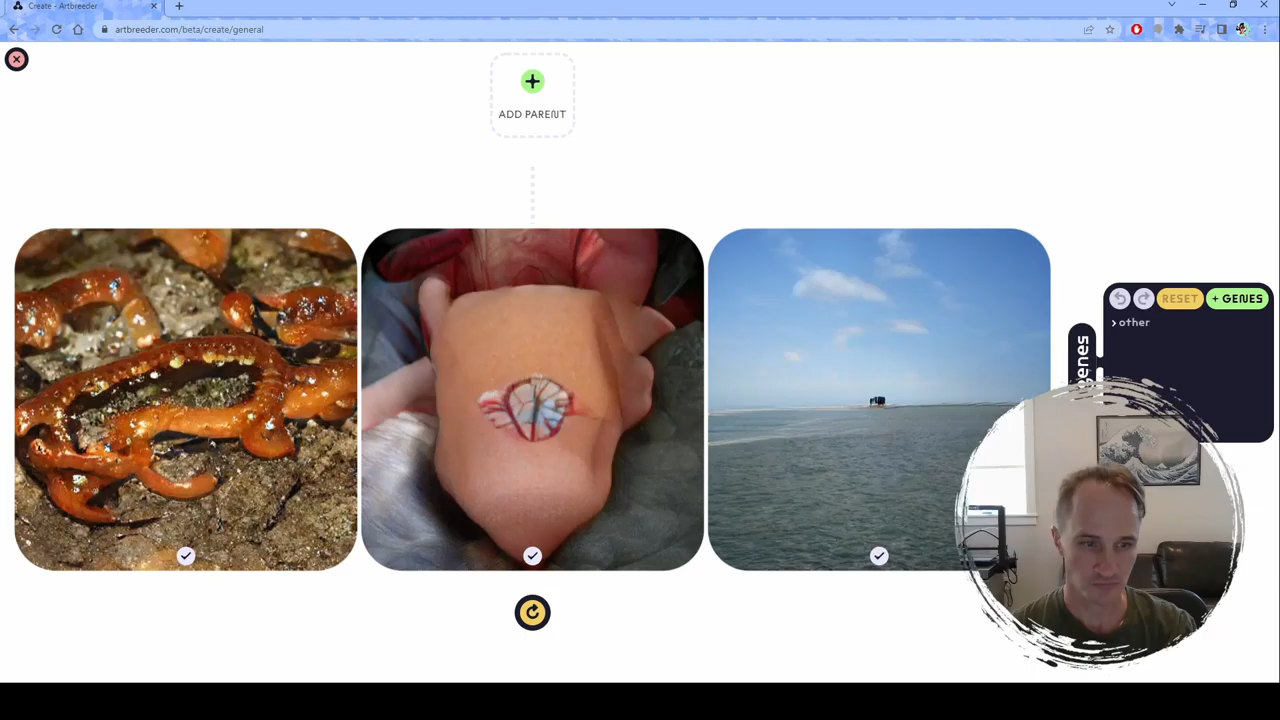 Create - Artbreeder
artbreeder.com/beta/create/general
ADD PARENT
RESET
+ GENES
other
genes